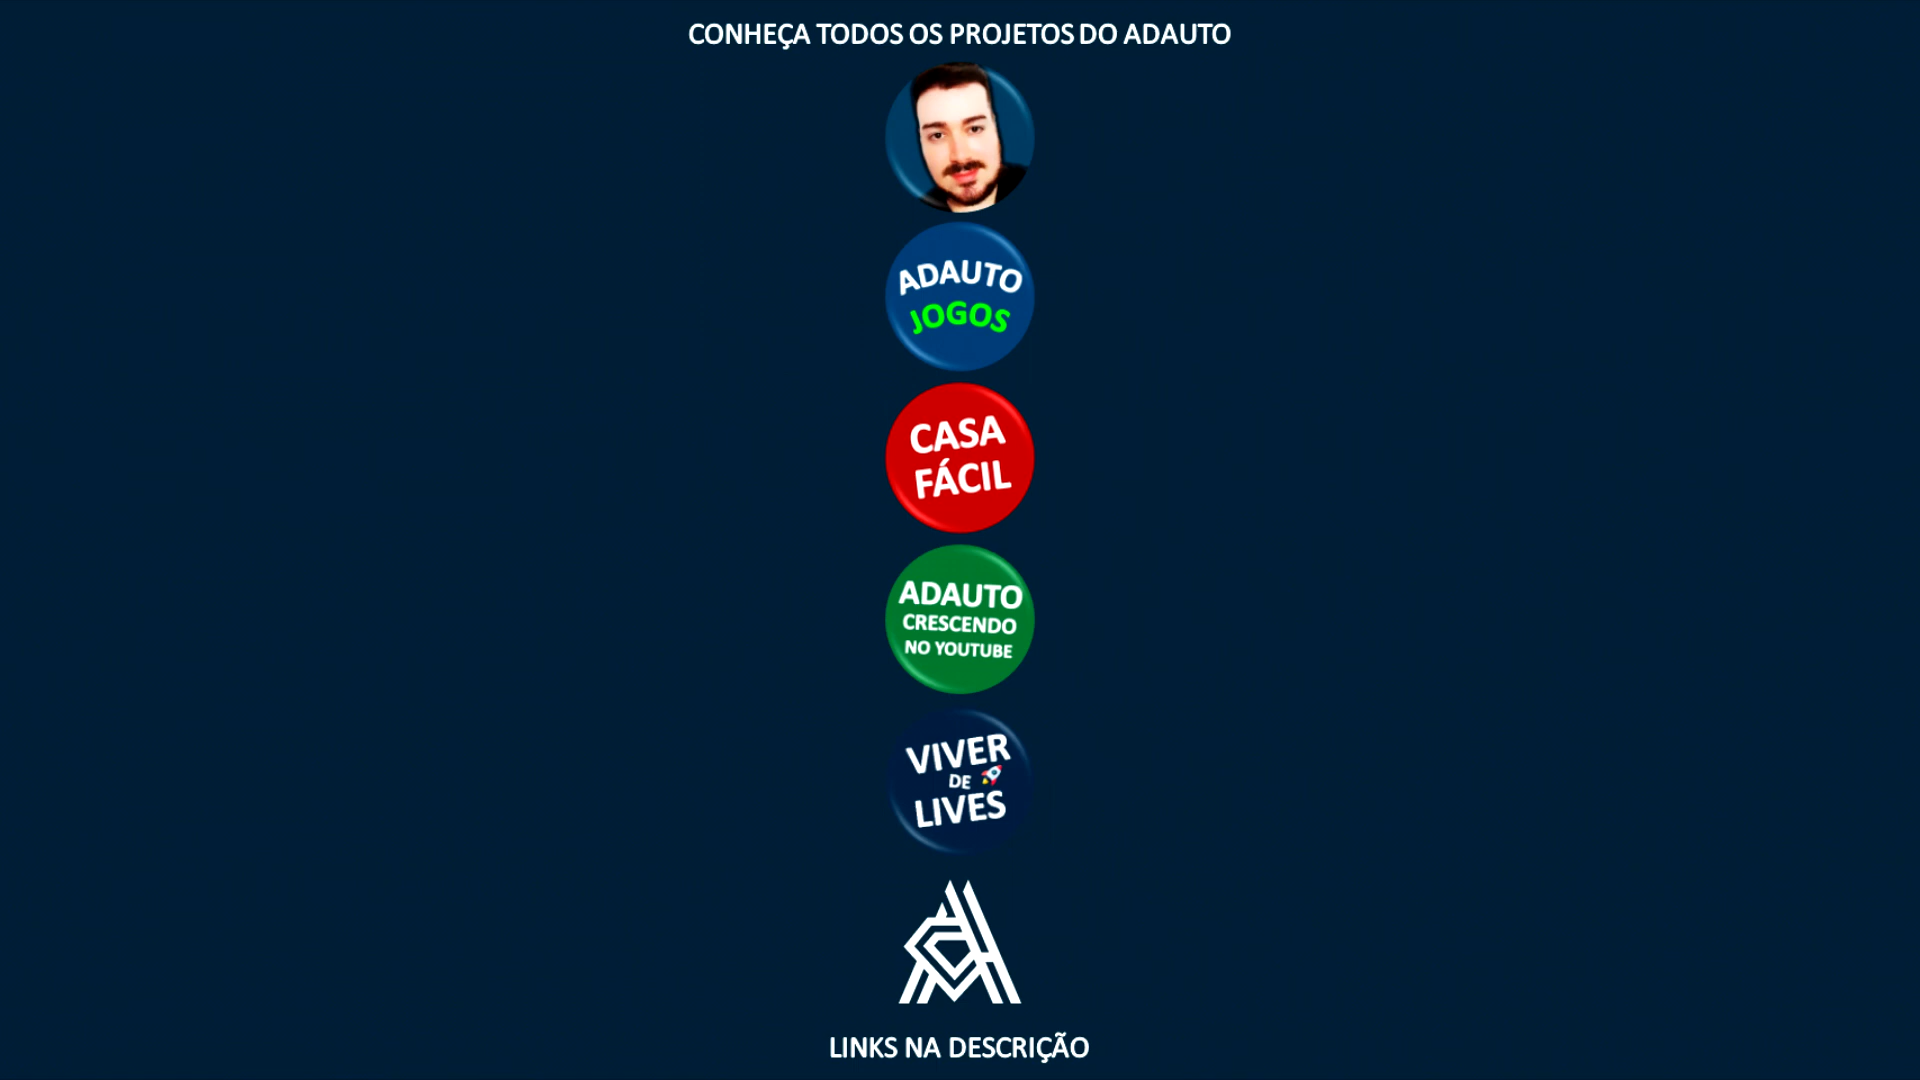 CONHEÇA TODOS OS PROJETOS DO ADAUTO
ADAUTO
JOGOS
CASA
FÁCIL
ADAUTO
CRESCENDO
NO YOUTUBE
VIVER
DE
LIVES
LINKS NA DESCRIÇÃO